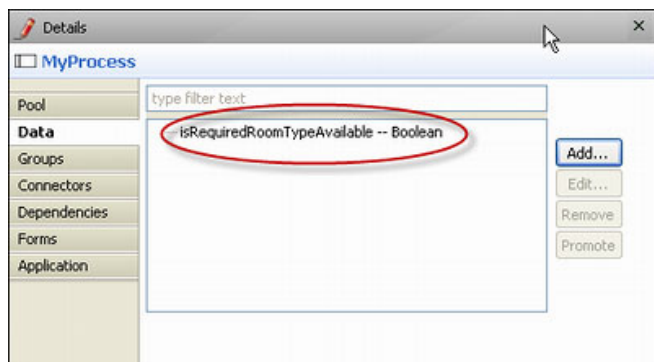 Details
MyProcess
Pool
Data
Groups
Connectors
Dependencies
Forms
Application
type filter text
isRequiredRoomTypeAvailable -- Boolean
Add...
Edit...
Remove
Promote